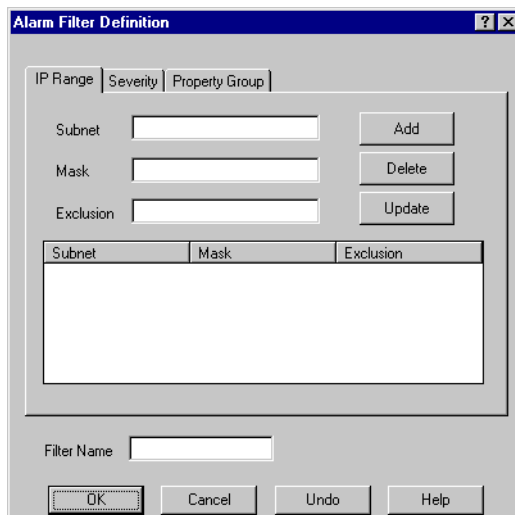 Alarm Filter Definition
IP Range Severity Property Group
Subnet Add
Mask Delete
Exclusion Update
Subnet Mask Exclusion
Filter Name
OK Cancel Undo Help